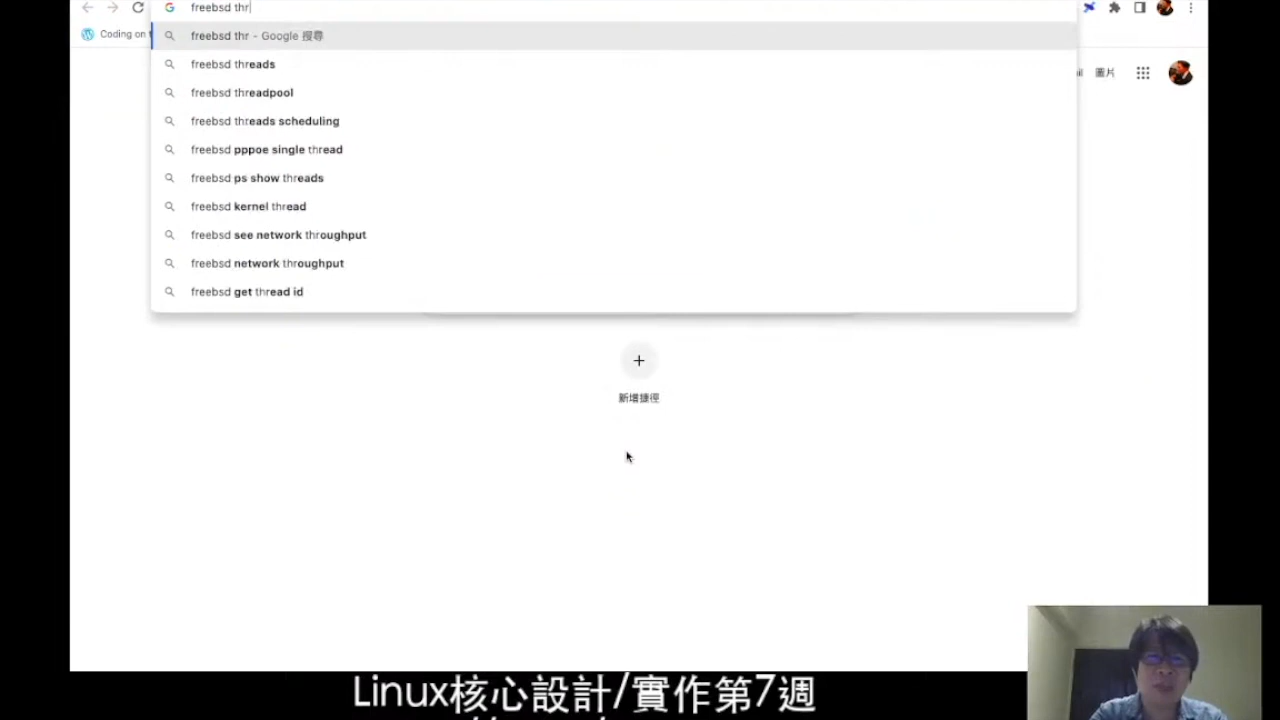 freebsd thr
Coding on
freebsd thr - Google 搜尋
freebsd threads
freebsd threadpool
freebsd threads scheduling
freebsd pppoe single thread
freebsd ps show threads
freebsd kernel thread
freebsd see network throughput
freebsd network throughput
freebsd get thread id
圖片
新增捷徑
Linux核心設計/實作第7週